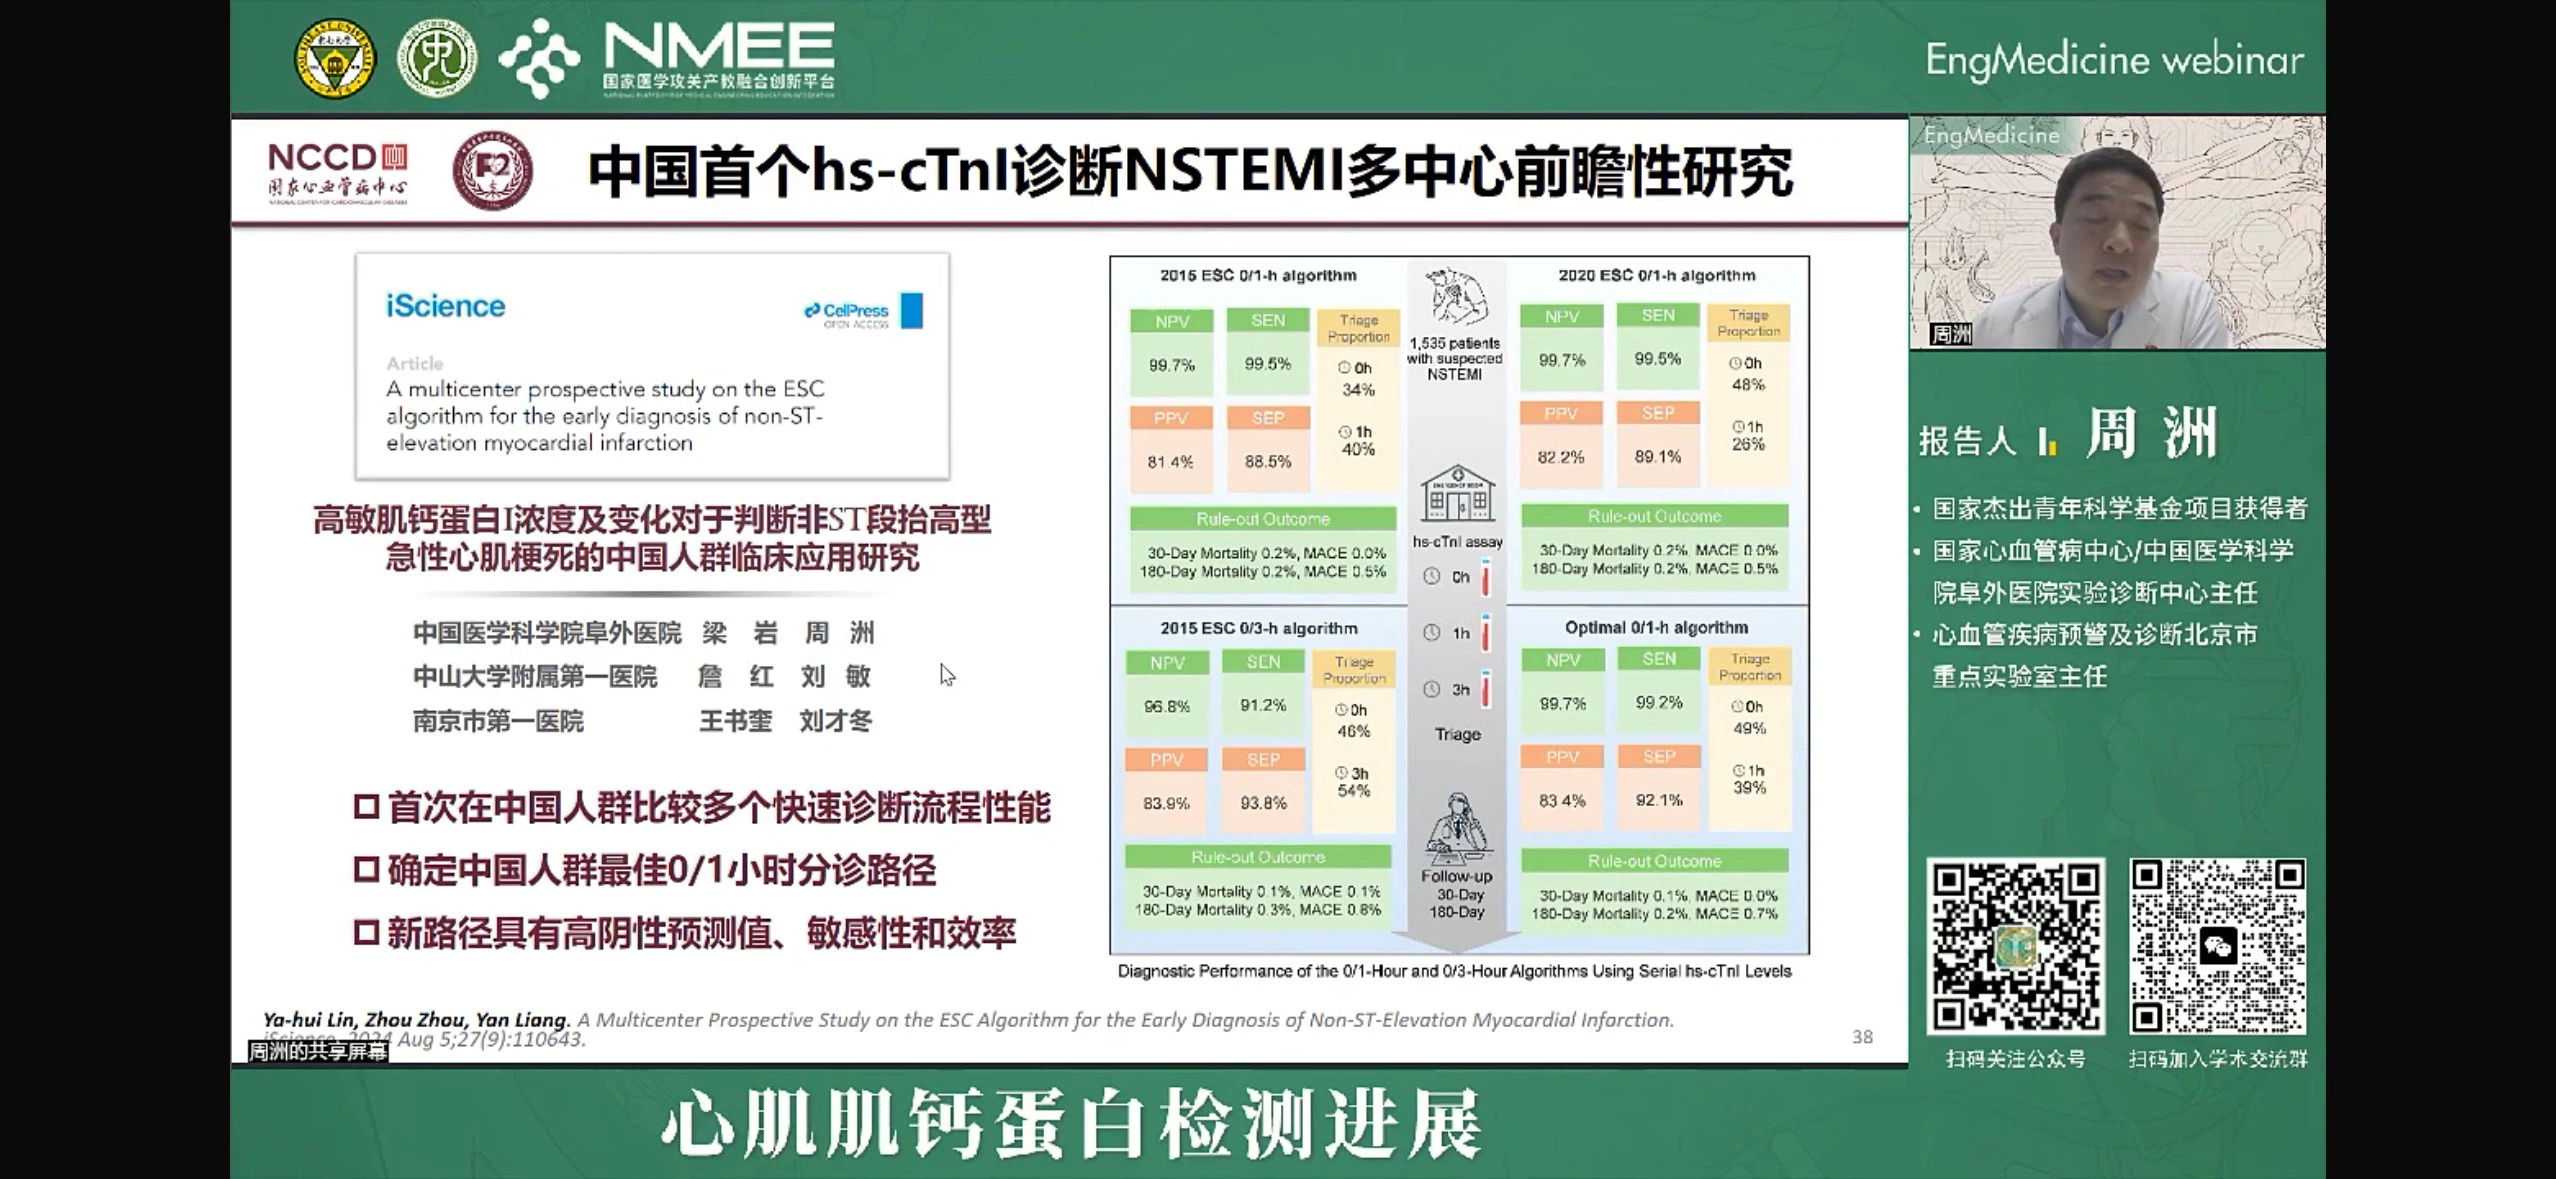 NMEE
国家医学攻关产教融合创新平台
EngMedicine webinar
NCCD
国家心血管病中心
NATIONAL CENTER FOR CARDIOVASCULAR DISEASES
中国首个hs-cTnI诊断NSTEMI多中心前瞻性研究
iScience
CellPress
OPEN ACCESS
Article
A multicenter prospective study on the ESC
algorithm for the early diagnosis of non-ST-
elevation myocardial infarction
高敏肌钙蛋白I浓度及变化对于判断非ST段抬高型
急性心肌梗死的中国人群临床应用研究
中国医学科学院阜外医院 梁 岩 周 洲
中山大学附属第一医院 詹 红 刘 敏
南京市第一医院 王书奎 刘才冬
首次在中国人群比较多个快速诊断流程性能
确定中国人群最佳0/1小时分诊路径
新路径具有高阴性预测值、敏感性和效率
2015 ESC 0/1-h algorithm
NPV SEN Triage Proportion
99.7% 99.5% 0h 34%
PPV SEP 1h 40%
81.4% 88.5%
Rule-out Outcome
30-Day Mortality 0.2%, MACE 0.0%
180-Day Mortality 0.2%, MACE 0.5%
1,535 patients
with suspected
NSTEMI
EMERGENCY ROOM
hs-cTnI assay
0h
1h
3h
Triage
Follow-up
30-Day
180-Day
2020 ESC 0/1-h algorithm
NPV SEN Triage Proportion
99.7% 99.5% 0h 48%
PPV SEP 1h 26%
82.2% 89.1%
Rule-out Outcome
30-Day Mortality 0.2%, MACE 0.0%
180-Day Mortality 0.2%, MACE 0.5%
2015 ESC 0/3-h algorithm
NPV SEN Triage Proportion
96.8% 91.2% 0h 46%
PPV SEP 3h 54%
83.9% 93.8%
Rule-out Outcome
30-Day Mortality 0.1%, MACE 0.1%
180-Day Mortality 0.3%, MACE 0.8%
Optimal 0/1-h algorithm
NPV SEN Triage Proportion
99.7% 99.2% 0h 49%
PPV SEP 1h 39%
83.4% 92.1%
Rule-out Outcome
30-Day Mortality 0.1%, MACE 0.0%
180-Day Mortality 0.2%, MACE 0.7%
Diagnostic Performance of the 0/1-Hour and 0/3-Hour Algorithms Using Serial hs-cTnI Levels
Ya-hui Lin, Zhou Zhou, Yan Liang. A Multicenter Prospective Study on the ESC Algorithm for the Early Diagnosis of Non-ST-Elevation Myocardial Infarction.
iScience. 2024 Aug 5;27(9):110643.
周洲的共享屏幕
38
EngMedicine
周洲
报告人 周 洲
• 国家杰出青年科学基金项目获得者
• 国家心血管病中心/中国医学科学
院阜外医院实验诊断中心主任
• 心血管疾病预警及诊断北京市
重点实验室主任
扫码关注公众号
扫码加入学术交流群
心肌肌钙蛋白检测进展